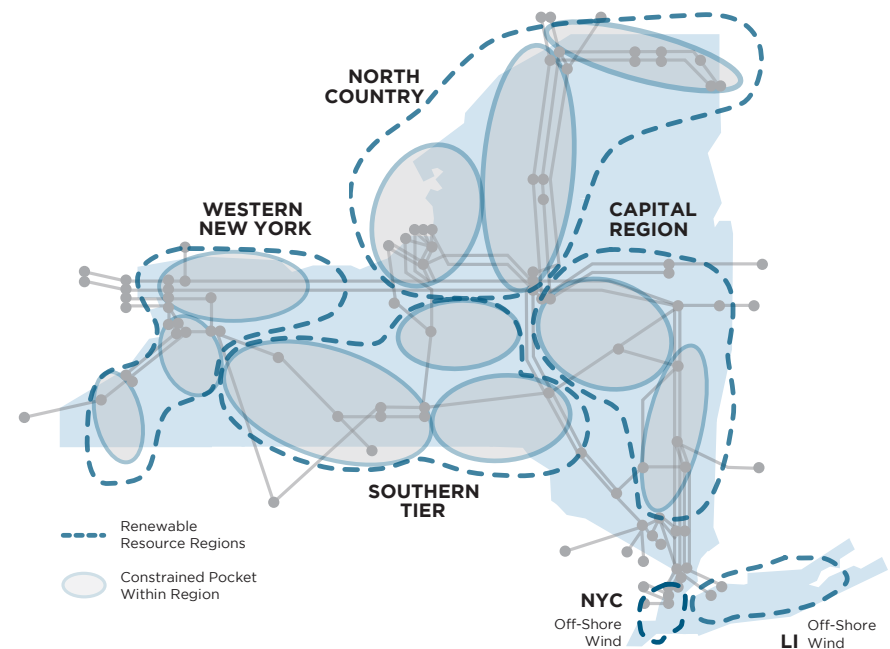 NORTH
COUNTRY
WESTERN
NEW YORK
CAPITAL
REGION
SOUTHERN
TIER
Renewable
Resource Regions
Constrained Pocket
Within Region
NYC
Off-Shore
Wind
LI Off-Shore
Wind